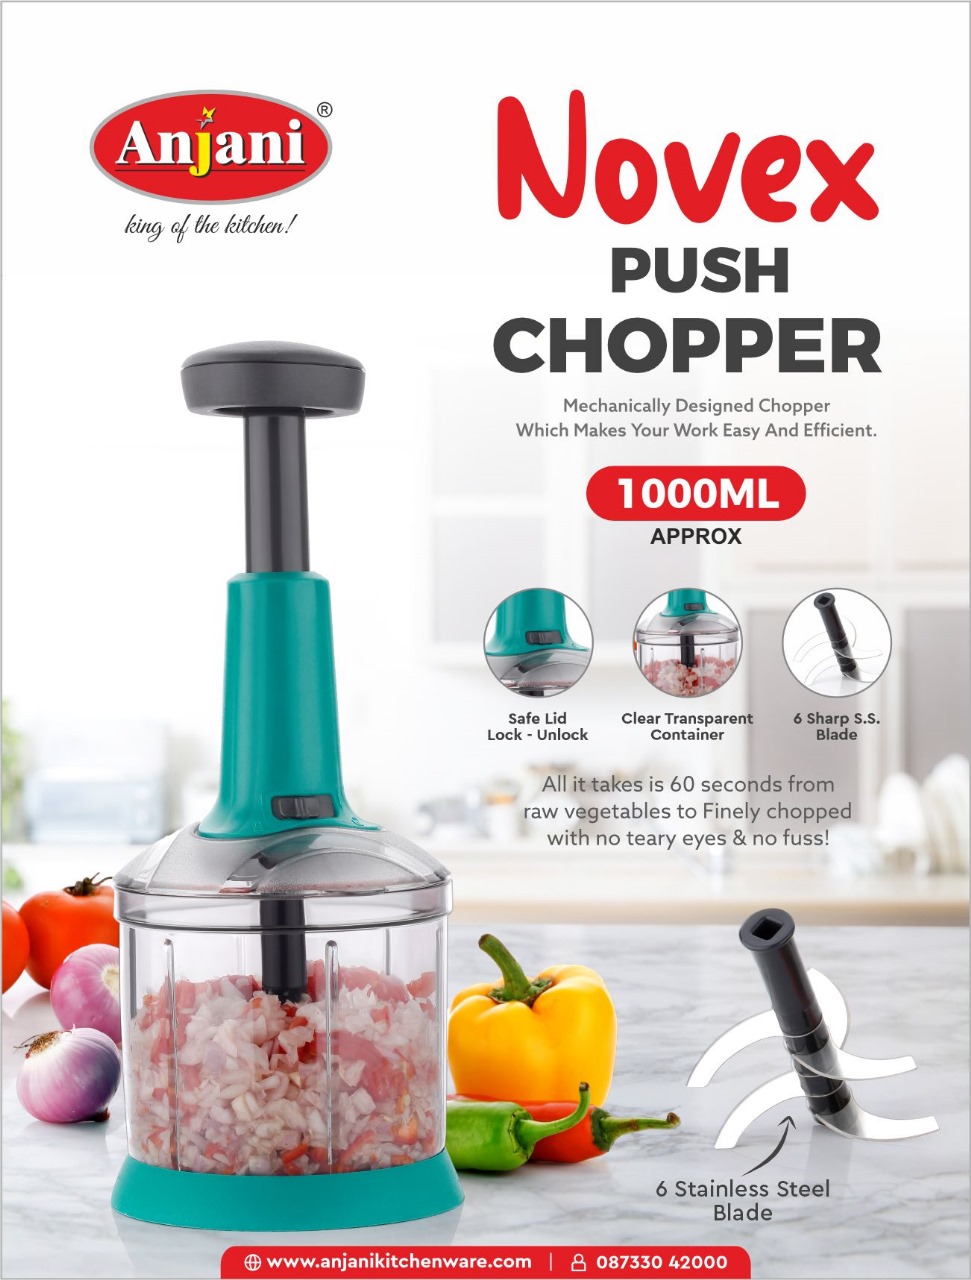 Anjani ®
king of the kitchen!
Novex
PUSH
CHOPPER
Mechanically Designed Chopper
Which Makes Your Work Easy And Efficient.
1000ML
APPROX
Safe Lid
Lock - Unlock
Clear Transparent
Container
6 Sharp S.S.
Blade
All it takes is 60 seconds from
raw vegetables to Finely chopped
with no teary eyes & no fuss!
6 Stainless Steel
Blade
www.anjanikitchenware.com | 087330 42000